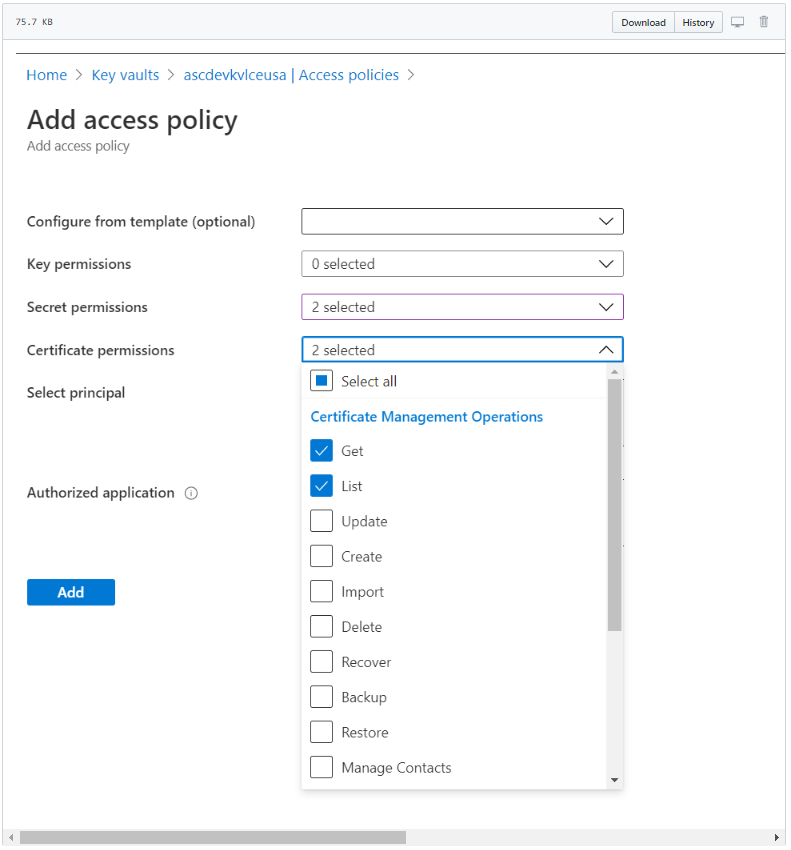 75.7 KB
Download
History
Home > Key vaults > ascdevkvlceusa | Access policies >
Add access policy
Add access policy
Configure from template (optional)
Key permissions
0 selected
Secret permissions
2 selected
Certificate permissions
2 selected
Select all
Select principal
Certificate Management Operations
Get
List
Authorized application
Update
Create
Add
Import
Delete
Recover
Backup
Restore
Manage Contacts